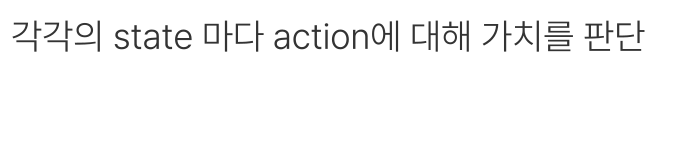 각각의 state 마다 action에 대해 가치를 판단